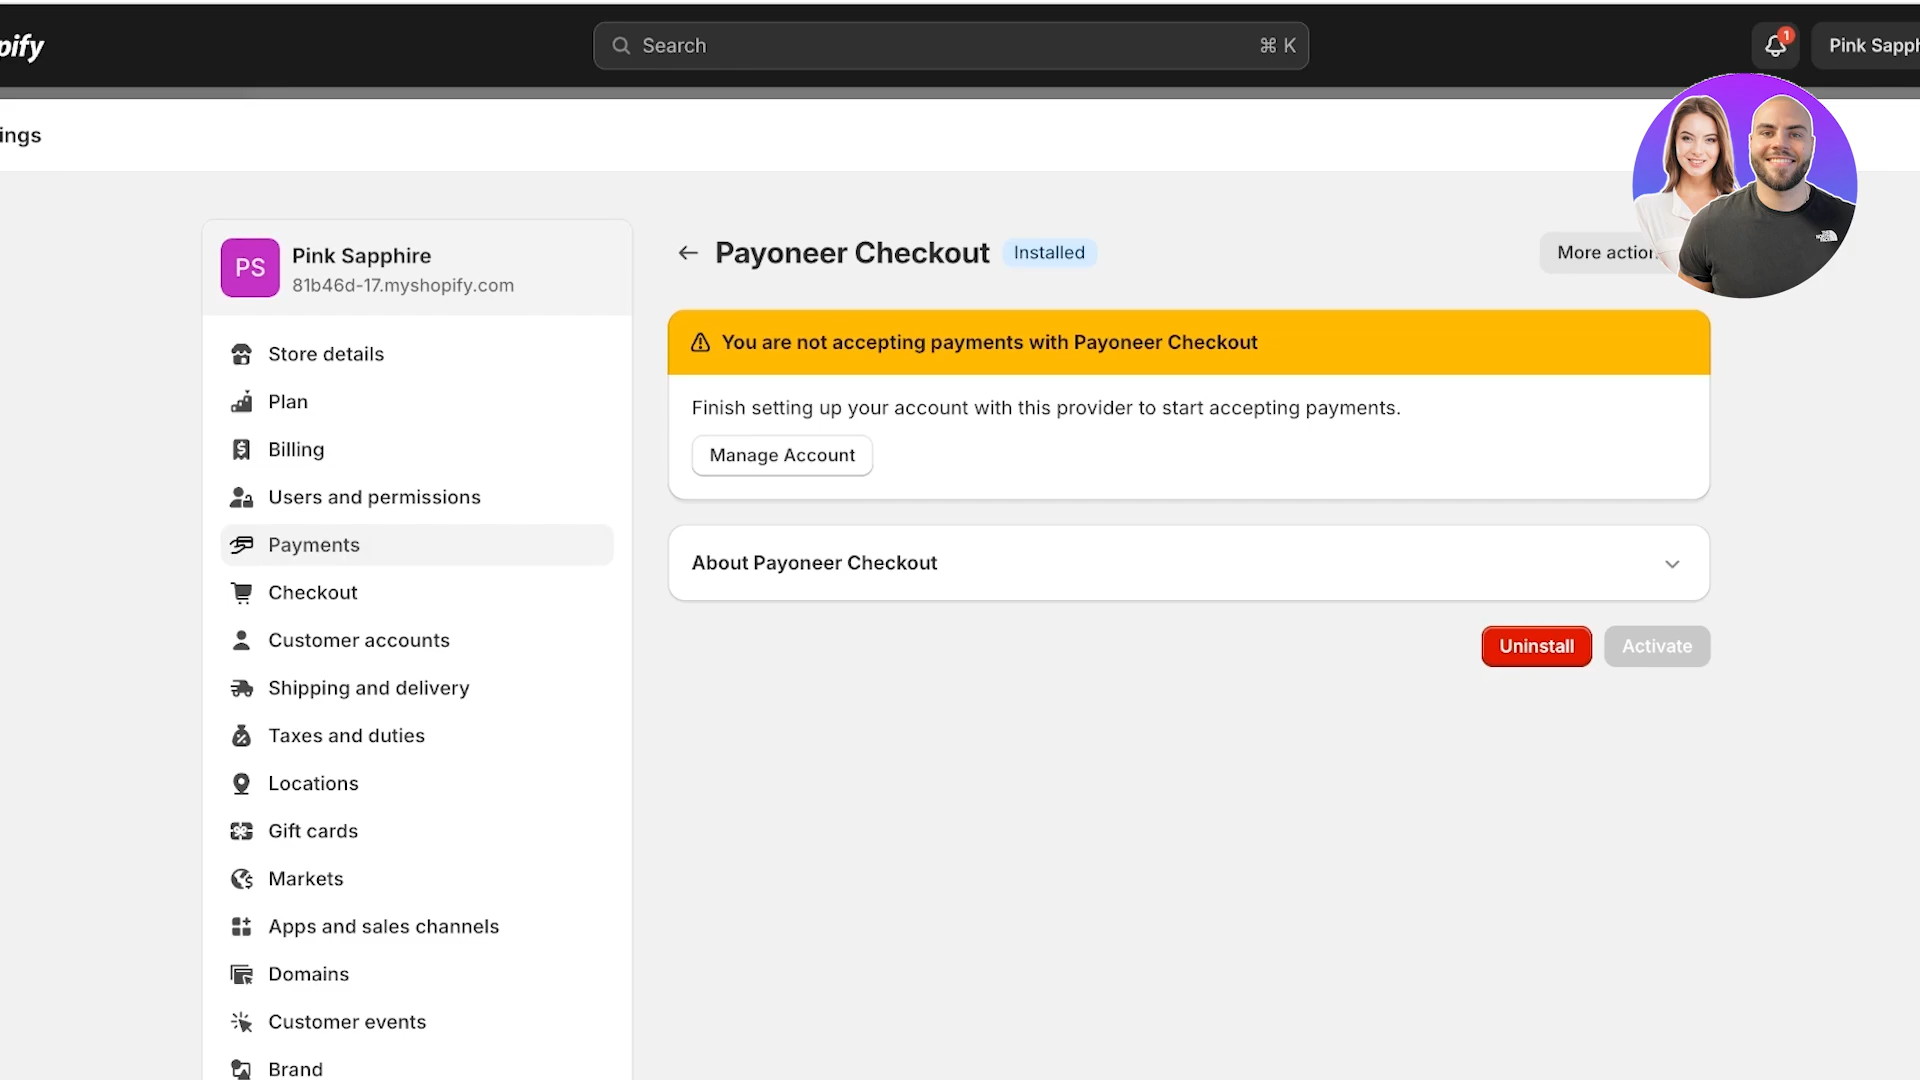 pify
Search
⌘ K
1
Pink Sapph
ings
PS
Pink Sapphire
81b46d-17.myshopify.com
Store details
Plan
Billing
Users and permissions
Payments
Checkout
Customer accounts
Shipping and delivery
Taxes and duties
Locations
Gift cards
Markets
Apps and sales channels
Domains
Customer events
Brand
Payoneer Checkout
Installed
More action
You are not accepting payments with Payoneer Checkout
Finish setting up your account with this provider to start accepting payments.
Manage Account
About Payoneer Checkout
Uninstall
Activate